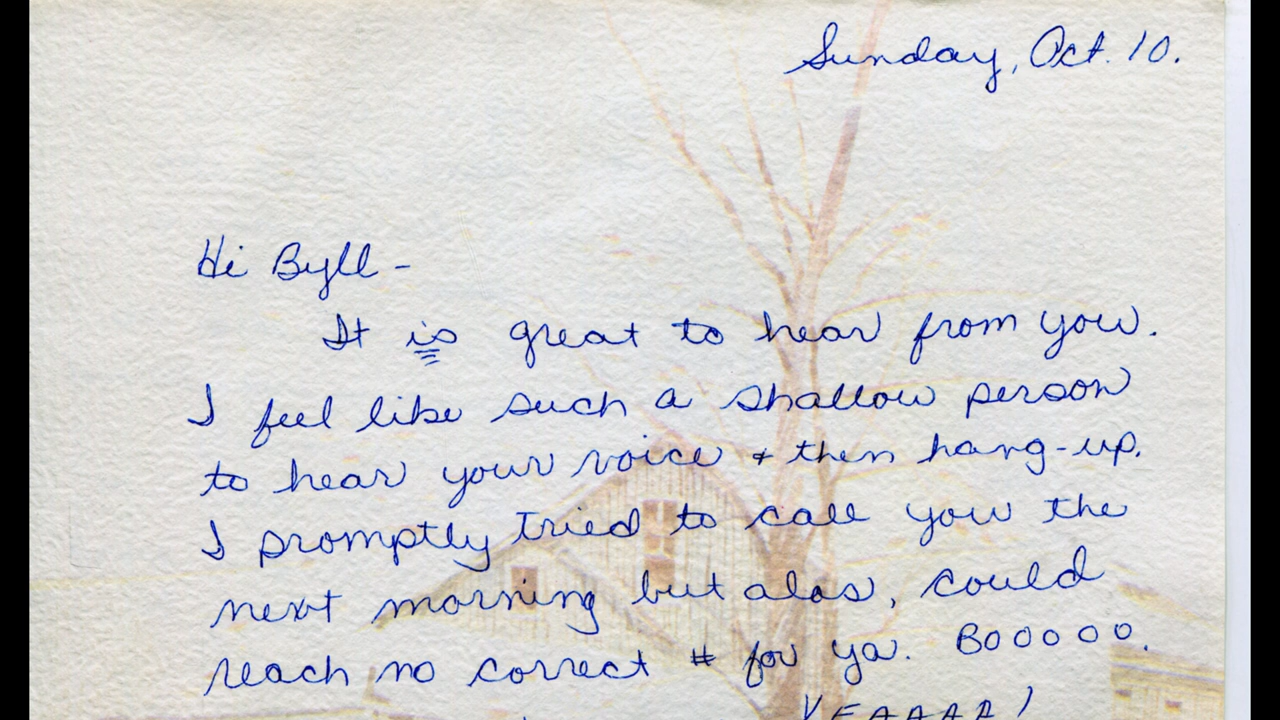 Sunday, Oct. 10.
Hi Byll -
It is great to hear from you.
I feel like such a shallow person
to hear your voice & then hang-up.
I promptly tried to call you the
next morning but alas, could
reach no correct # for ya. Booooo.
YEAAAA!